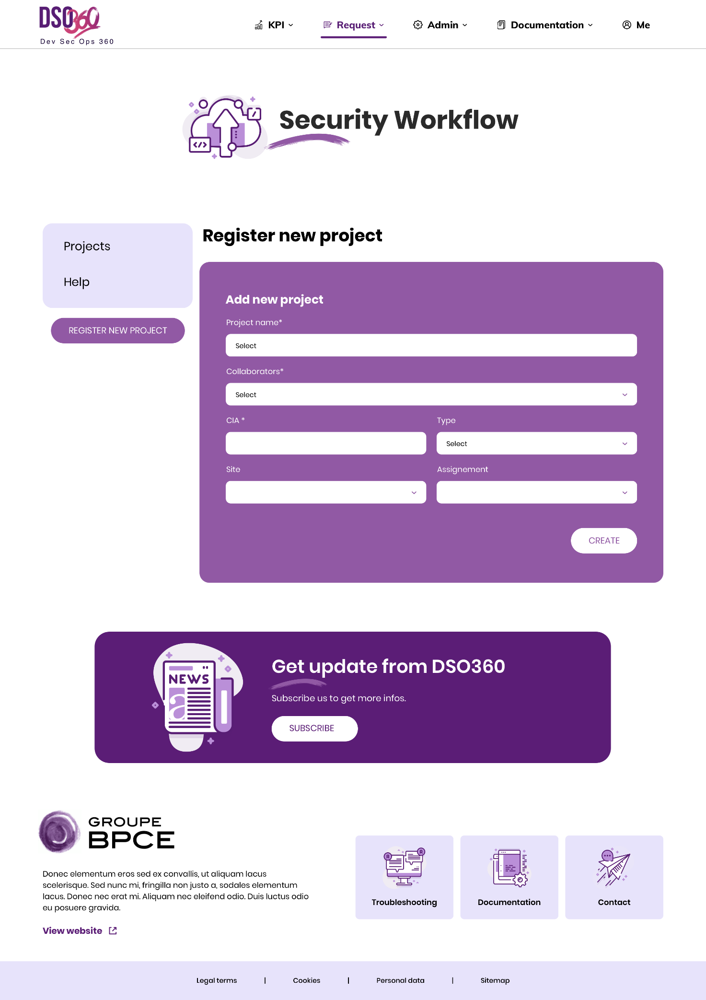 DSO360
Dev Sec Ops 360
KPI
Request
Admin
Documentation
Me
Security Workflow
Projects
Help
REGISTER NEW PROJECT
Register new project
Add new project
Project name*
Select
Collaborators*
Select
CIA *
Type
Select
Site
Assignement
CREATE
NEWS
a
Get update from DSO360
Subscribe us to get more infos.
SUBSCRIBE
GROUPE
BPCE
Donec elementum eros sed ex convallis, ut aliquam lacus
scelerisque. Sed nunc mi, fringilla non justo a, sodales elementum
lacus. Donec nec erat mi. Aliquam nec eleifend odio. Duis luctus odio
eu posuere gravida.
View website
Troubleshooting
Documentation
Contact
Legal terms | Cookies | Personal data | Sitemap